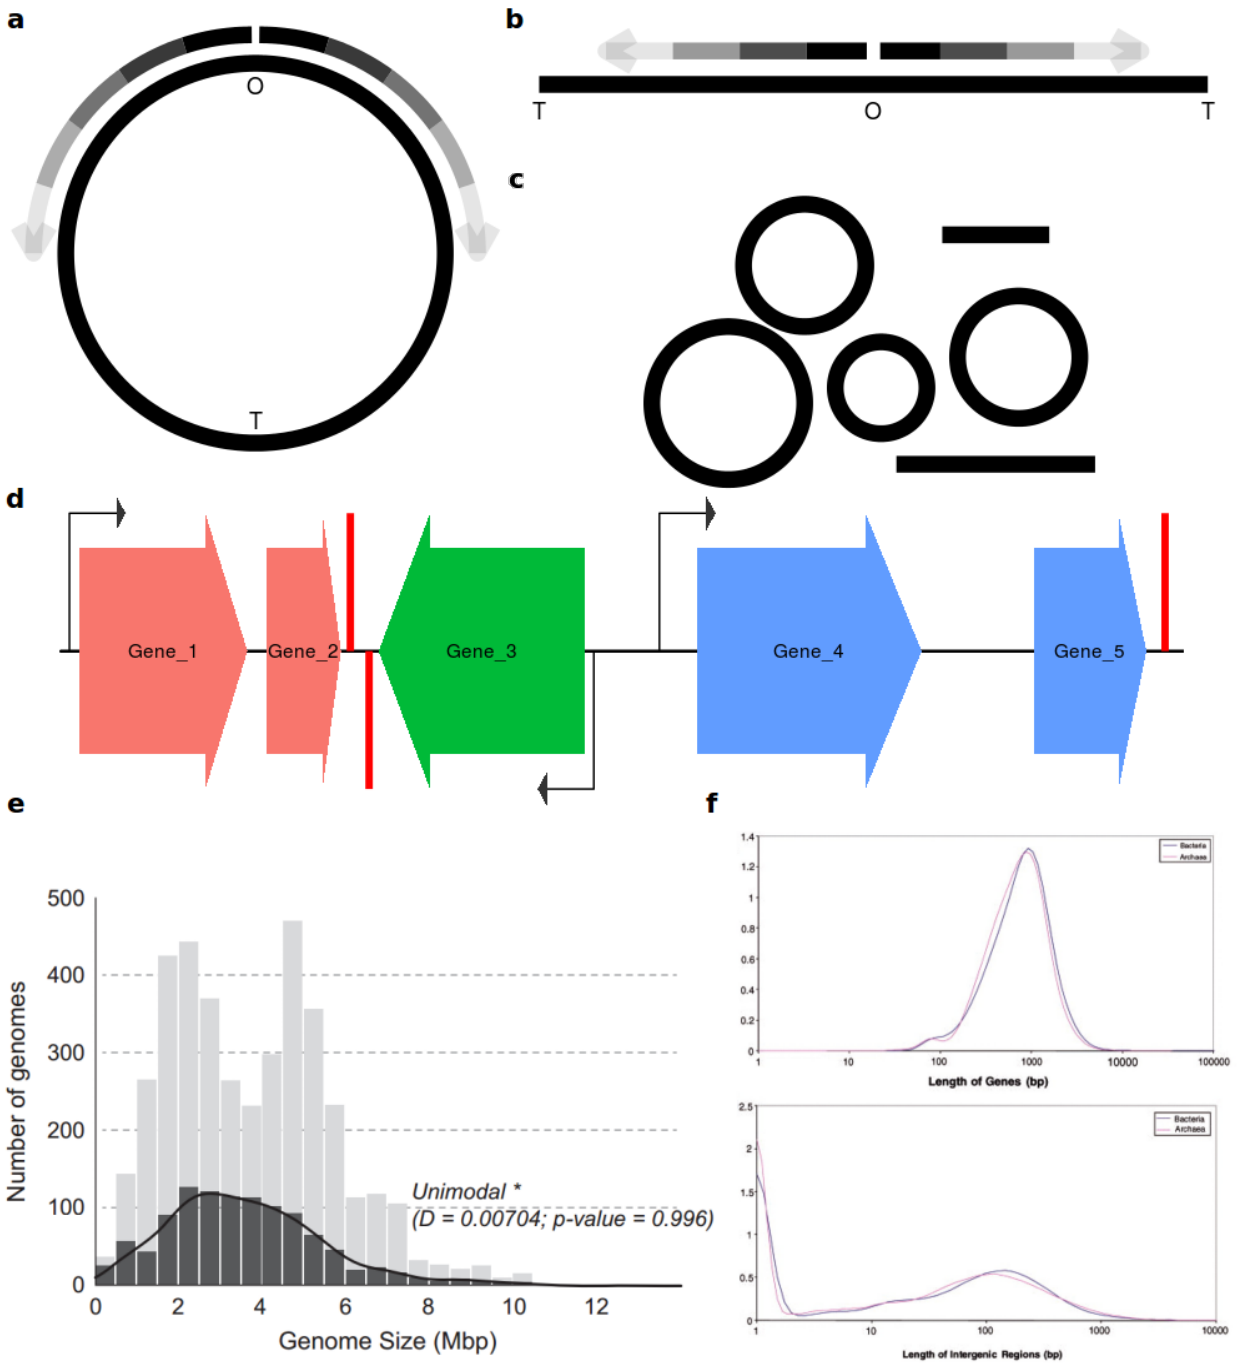 a
O
T
b
T O T
c
d
Gene_1 Gene_2 Gene_3 Gene_4 Gene_5
e
500
400
300
200
100
0
Number of genomes
Unimodal *
(D = 0.00704; p-value = 0.996)
0 2 4 6 8 10 12
Genome Size (Mbp)
f
1.4
1.2
1
0.8
0.6
0.4
0.2
0
Bacteria
Archaea
1 10 100 1000 10000 100000
Length of Genes (bp)
2.5
2
1.5
1
0.5
0
Bacteria
Archaea
1 10 100 1000 10000
Length of Intergenic Regions (bp)